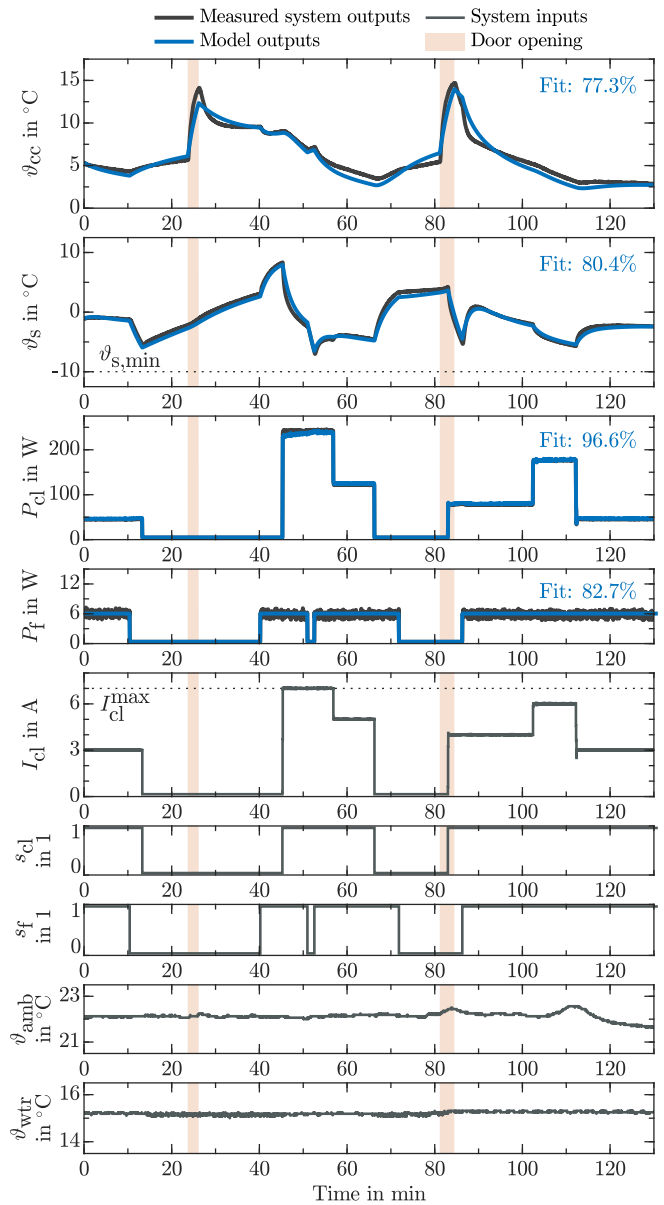 Measured system outputs System inputs
Model outputs Door opening
ϑcc in °C
Fit: 77.3%
15
10
5
0
0 20 40 60 80 100 120
ϑs in °C
Fit: 80.4%
10
0
-10
ϑs,min
0 20 40 60 80 100 120
Pcl in W
Fit: 96.6%
200
100
0
0 20 40 60 80 100 120
Pf in W
Fit: 82.7%
12
6
0
0 20 40 60 80 100 120
Icl in A
Iclmax
6
3
0
0 20 40 60 80 100 120
scl in 1
1
0
0 20 40 60 80 100 120
sf in 1
1
0
0 20 40 60 80 100 120
ϑamb in °C
23
21
0 20 40 60 80 100 120
ϑwtr in °C
16
14
0 20 40 60 80 100 120
Time in min